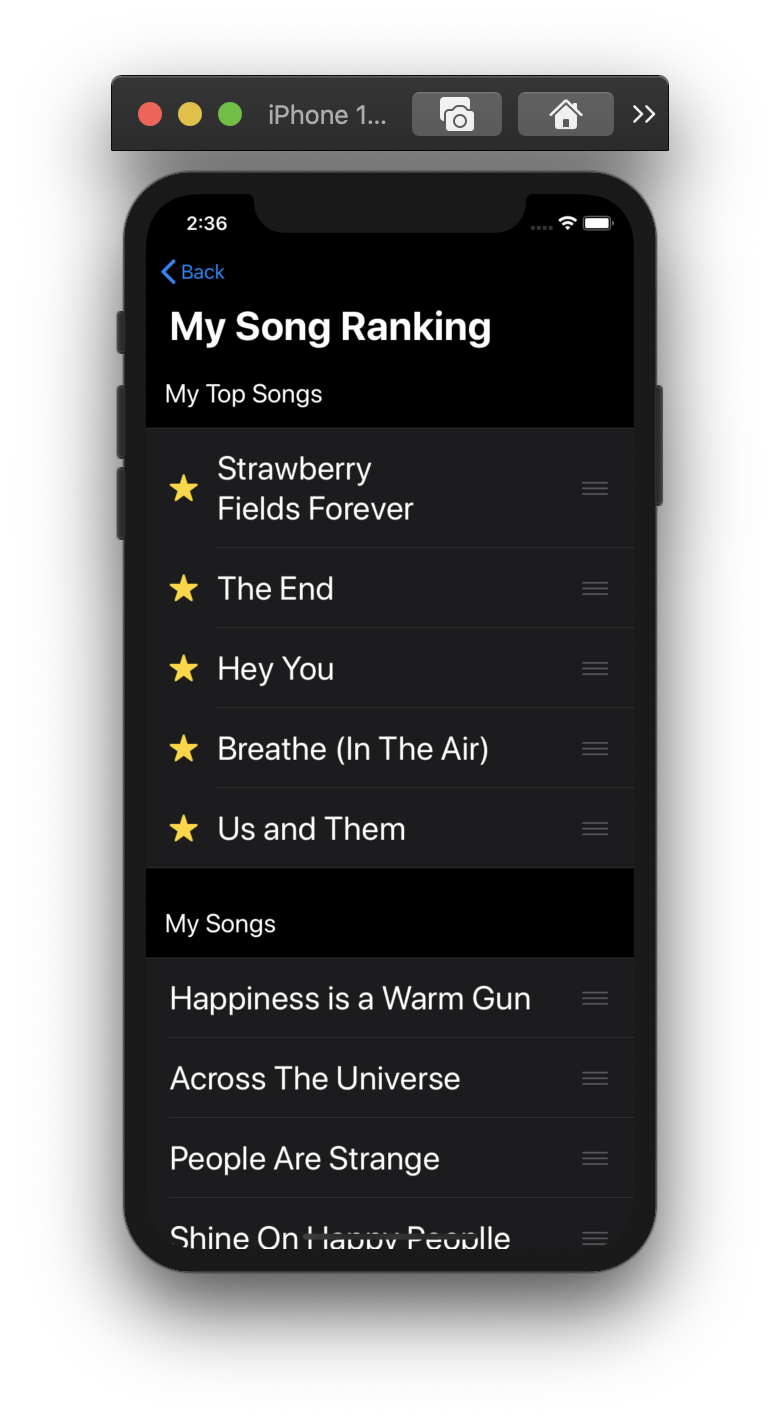 iPhone 1...
2:36
Back
My Song Ranking
My Top Songs
Strawberry
Fields Forever
The End
Hey You
Breathe (In The Air)
Us and Them
My Songs
Happiness is a Warm Gun
Across The Universe
People Are Strange
Shine On Happy Peoplle